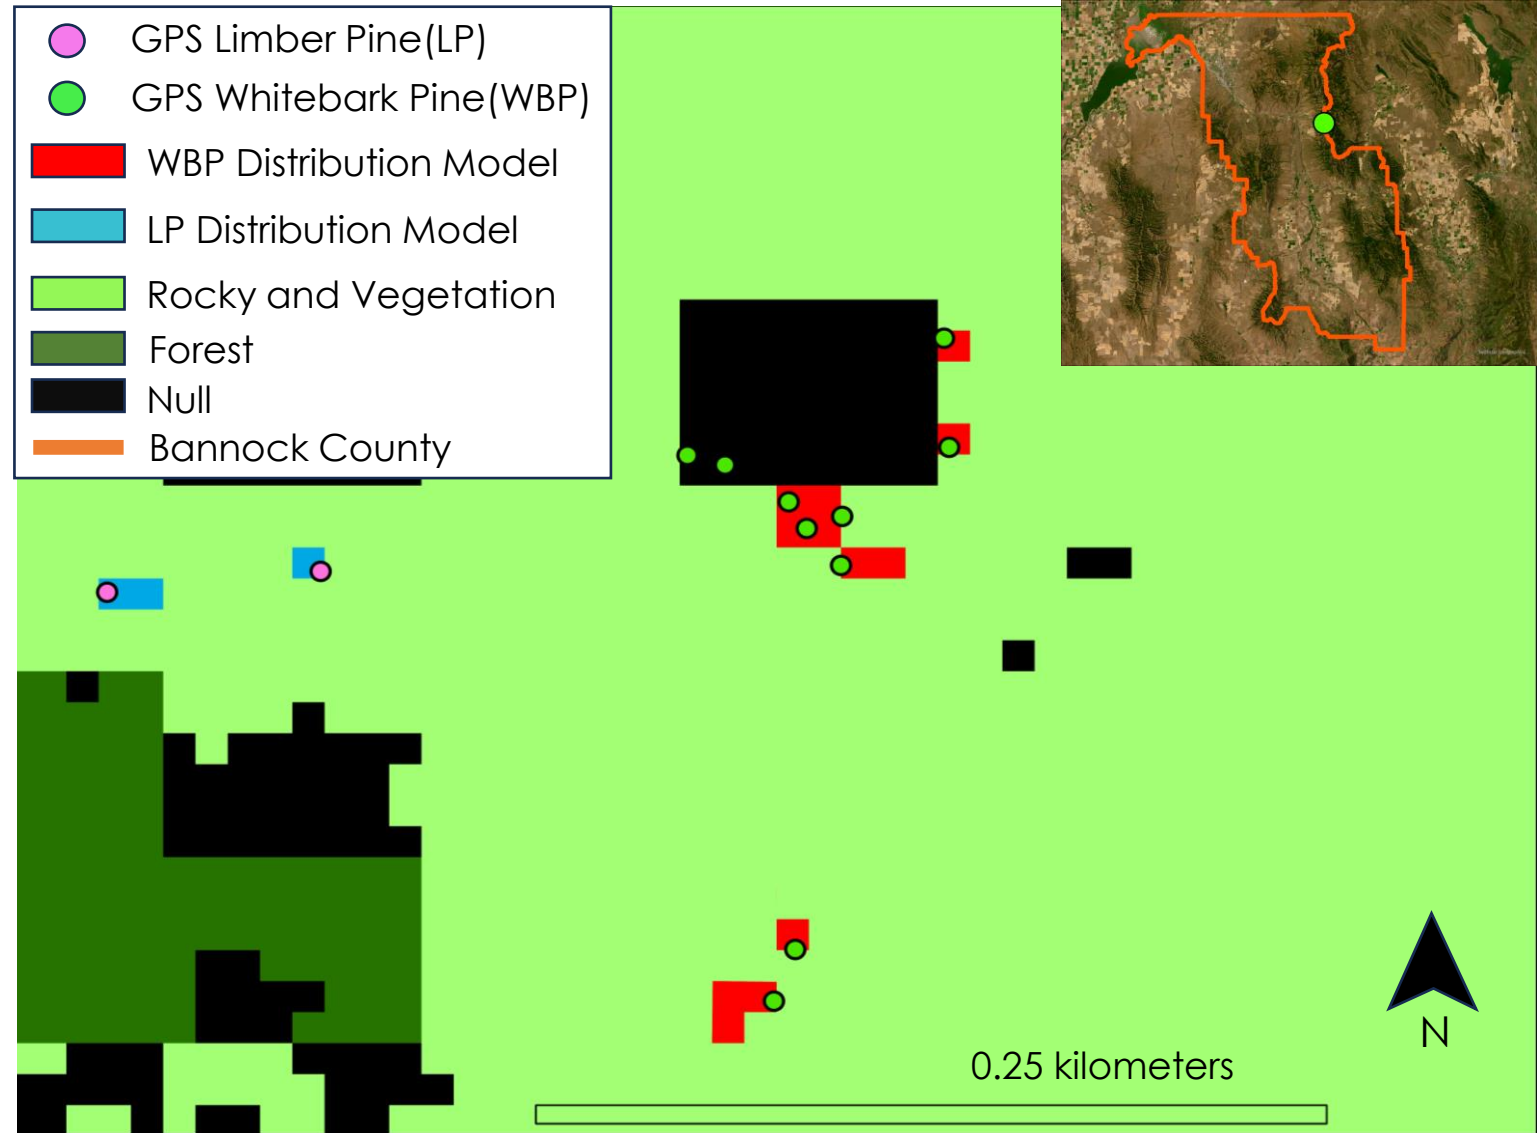 GPS Limber Pine(LP)
GPS Whitebark Pine(WBP)
WBP Distribution Model
LP Distribution Model
Rocky and Vegetation
Forest
Null
Bannock County
0.25 kilometers
N